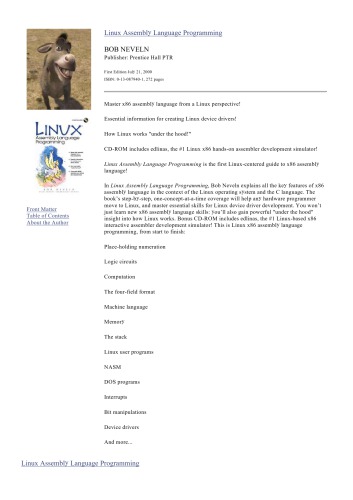 Linux Assembly Language Programming
BOB NEVELN
Publisher: Prentice Hall PTR
First Edition July 21, 2000
ISBN: 0-13-087940-1, 272 pages
Master x86 assembly language from a Linux perspective!
Essential information for creating Linux device drivers!
How Linux works "under the hood!"
CD-ROM includes edlinas, the #1 Linux x86 hands-on assembler development simulator!
Linux Assembly Language Programming is the first Linux-centered guide to x86 assembly
language!
In Linux Assembly Language Programming, Bob Neveln explains all the key features of x86
assembly language in the context of the Linux operating system and the C language. The
book's step-by-step, one-concept-at-a-time coverage will help any hardware programmer
move to Linux, and master essential skills for Linux device driver development. You won't
just learn new x86 assembly language skills: you'll also gain powerful "under the hood"
insight into how Linux works. Bonus CD-ROM includes edlinas, the #1 Linux-based x86
interactive assembler development simulator! This is Linux x86 assembly language
programming, from start to finish:
Place-holding numeration
Logic circuits
Computation
The four-field format
Machine language
Memory
The stack
Linux user programs
NASM
DOS programs
Interrupts
Bit manipulations
Device drivers
And more...
LINUX
Assembly Language
Programming
BOB NEVELN
Front Matter
Table of Contents
About the Author
Linux Assembly Language Programming